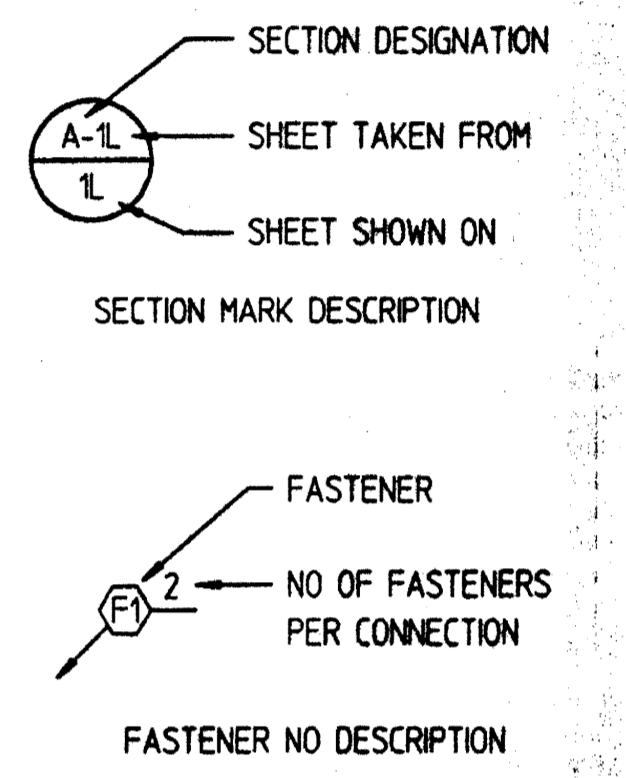 SECTION DESIGNATION
A-1L
SHEET TAKEN FROM
1L
SHEET SHOWN ON
SECTION MARK DESCRIPTION
FASTENER
F1
2
NO OF FASTENERS
PER CONNECTION
FASTENER NO DESCRIPTION